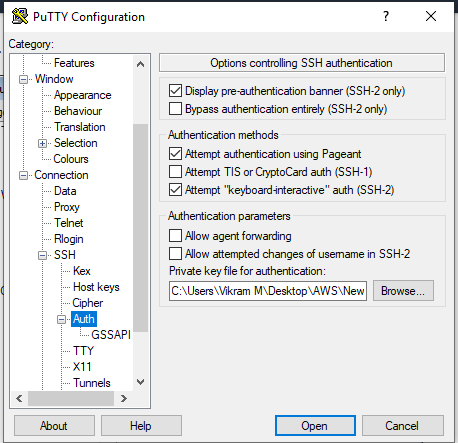 PuTTY Configuration
?
Category:
Features
Window
Appearance
Behaviour
Translation
Selection
Colours
Connection
Data
Proxy
Telnet
Rlogin
SSH
Kex
Host keys
Cipher
Auth
GSSAPI
TTY
X11
Tunnels
Options controlling SSH authentication
Display pre-authentication banner (SSH-2 only)
Bypass authentication entirely (SSH-2 only)
Authentication methods
Attempt authentication using Pageant
Attempt TIS or CryptoCard auth (SSH-1)
Attempt "keyboard-interactive" auth (SSH-2)
Authentication parameters
Allow agent forwarding
Allow attempted changes of username in SSH-2
Private key file for authentication:
C:\Users\Vikram M\Desktop\AWS\New
Browse...
About
Help
Open
Cancel